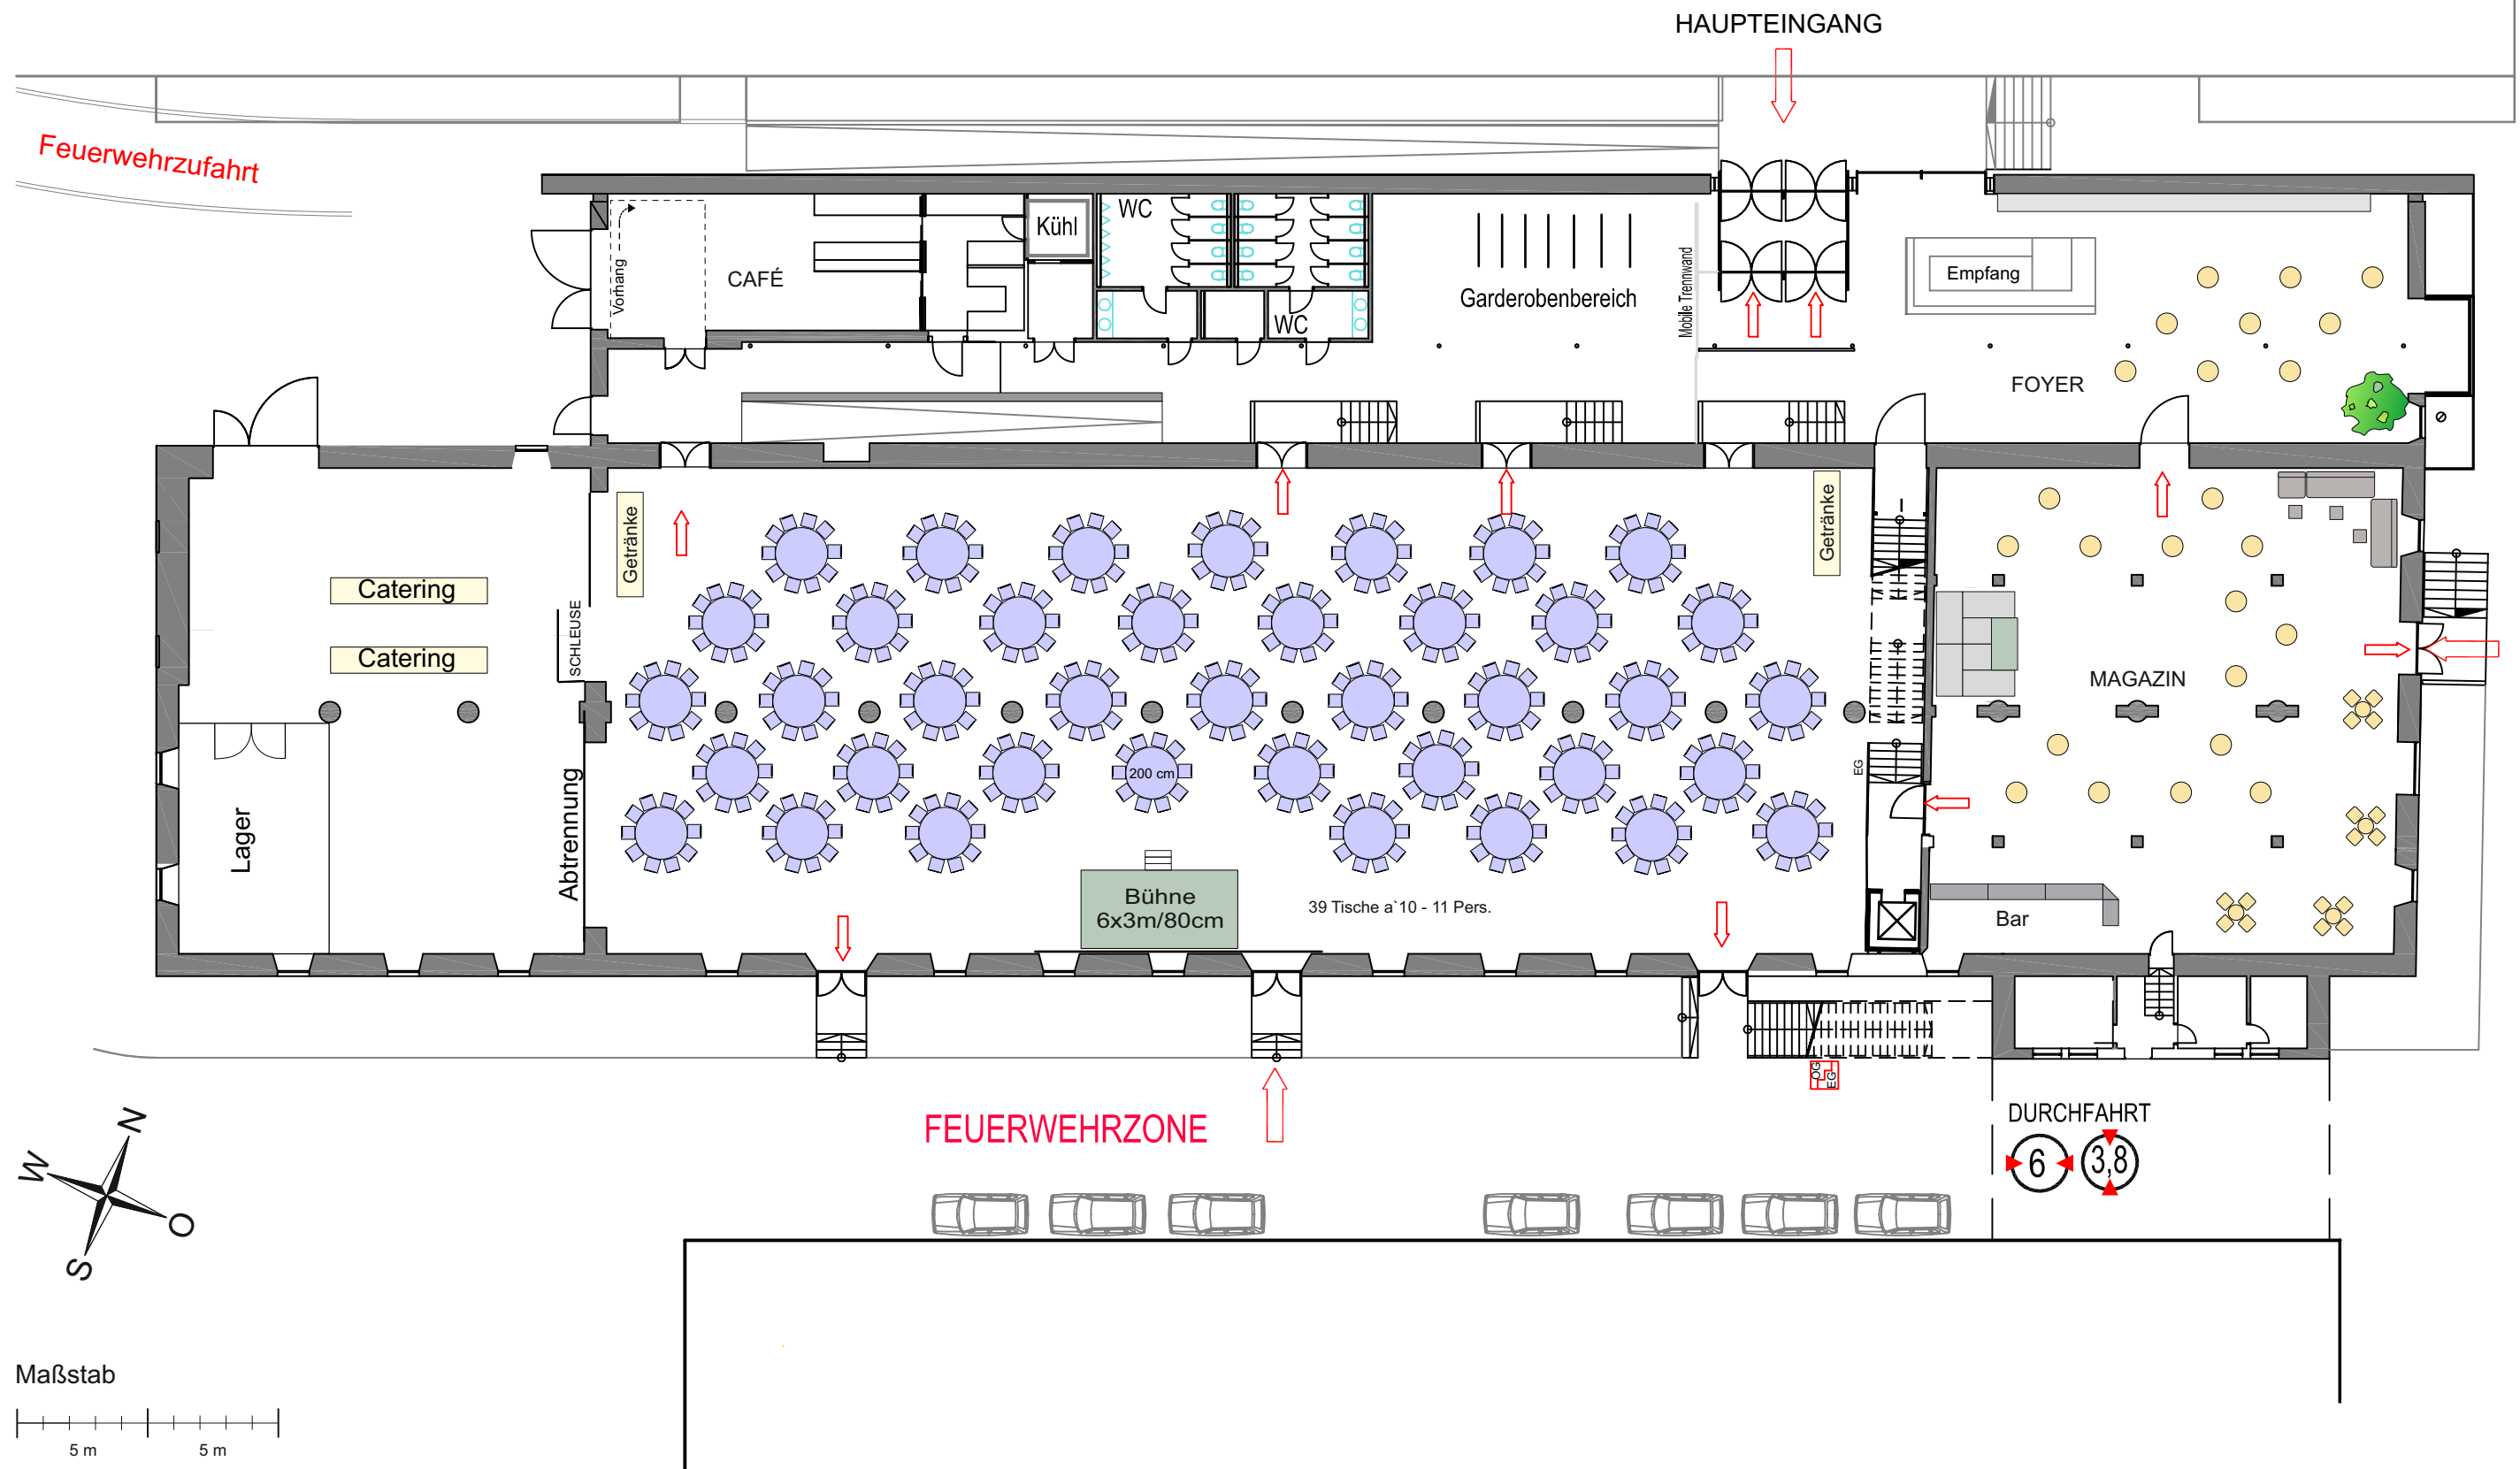 HAUPTEINGANG
Feuerwehrzufahrt
Vorhang
CAFÉ
Kühl
WC
WC
Garderobenbereich
Mobile Trennwand
Empfang
FOYER
Getränke
Getränke
Catering
Catering
SCHLEUSE
MAGAZIN
Lager
Abtrennung
200 cm
EG
Bühne
6x3m/80cm
39 Tische a`10 - 11 Pers.
Bar
OG
EG
FEUERWEHRZONE
DURCHFAHRT
6
3,8
N
W
O
S
Maßstab
5 m
5 m